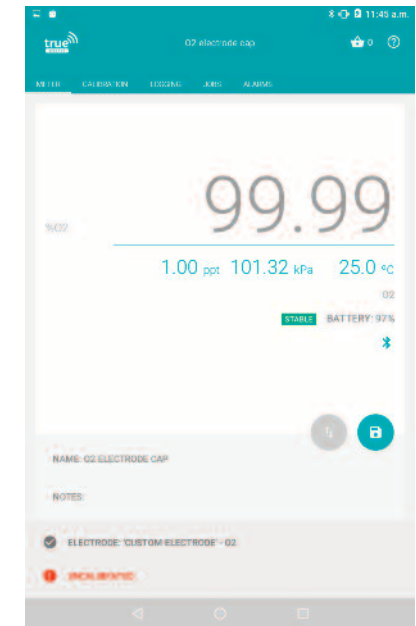 11:45 a.m.
true
O2 electrode cap
0
METER CALIBRATION LOGGING JOBS ALARMS
%O2
99.99
1.00 ppt 101.32 kPa 25.0 °C
O2
STABLE BATTERY: 97%
NAME: O2 ELECTRODE CAP
NOTES:
ELECTRODE: 'CUSTOM ELECTRODE' - O2
UNCALIBRATED